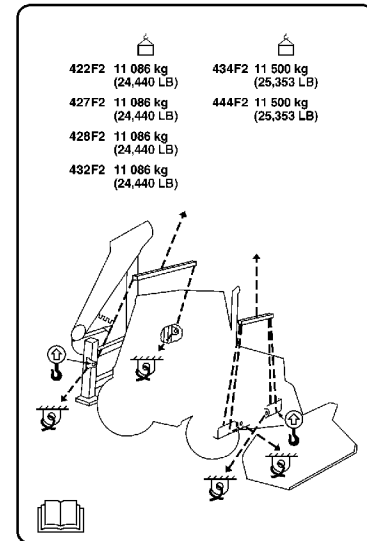 422F2 11 086 kg
(24,440 LB)
427F2 11 086 kg
(24,440 LB)
428F2 11 086 kg
(24,440 LB)
432F2 11 086 kg
(24,440 LB)
434F2 11 500 kg
(25,353 LB)
444F2 11 500 kg
(25,353 LB)